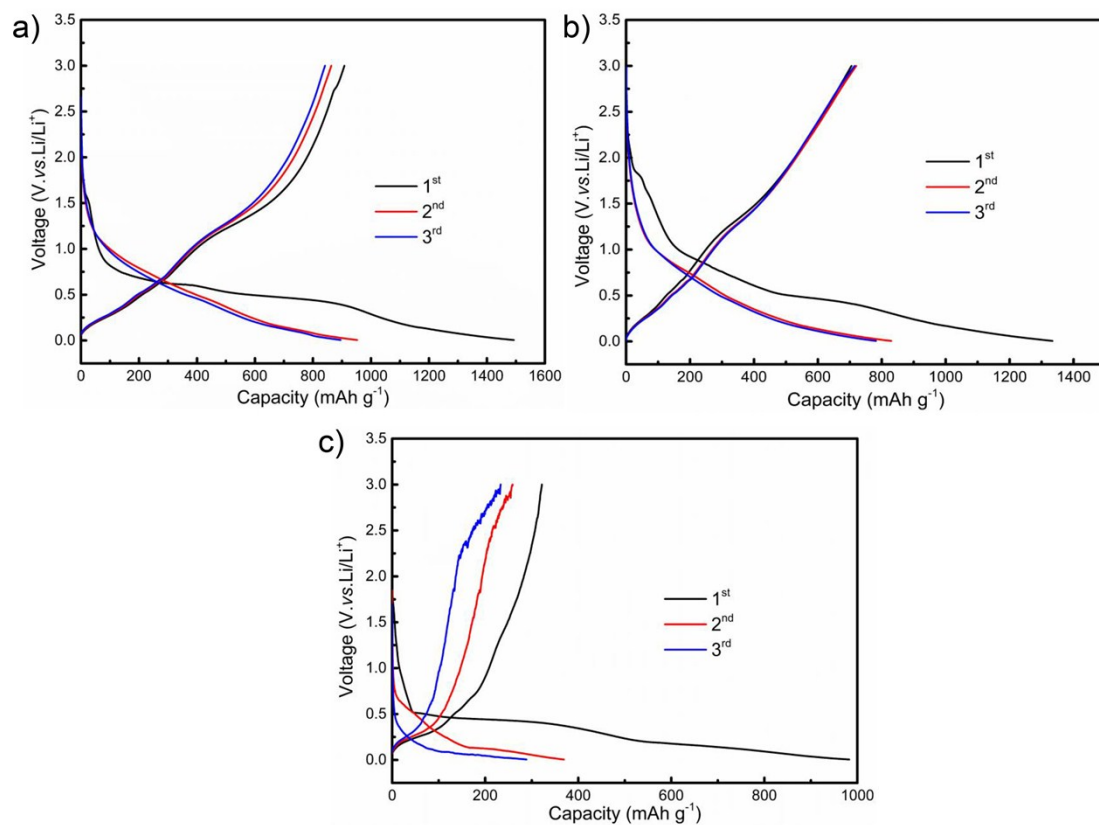 a)
3.5
3.0
2.5
2.0
1.5
1.0
0.5
0.0
Voltage (V.vs.Li/Li⁺)
1st
2nd
3rd
0 200 400 600 800 1000 1200 1400 1600
Capacity (mAh g⁻¹)
b)
3.5
3.0
2.5
2.0
1.5
1.0
0.5
0.0
Voltage (V.vs.Li/Li⁺)
1st
2nd
3rd
0 200 400 600 800 1000 1200 1400
Capacity (mAh g⁻¹)
c)
3.5
3.0
2.5
2.0
1.5
1.0
0.5
0.0
Voltage (V.vs.Li/Li⁺)
1st
2nd
3rd
0 200 400 600 800 1000
Capacity (mAh g⁻¹)